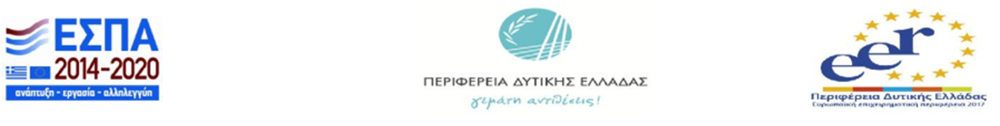 ΕΣΠΑ
2014-2020
ανάπτυξη - εργασία - αλληλεγγύη
ΠΕΡΙΦΕΡΕΙΑ ΔΥΤΙΚΗΣ ΕΛΛΑΔΑΣ
γεμάτη αντιθέσεις!
eer
Περιφέρεια Δυτικής Ελλάδας
Ευρωπαϊκή επιχειρηματική περιφέρεια 2017